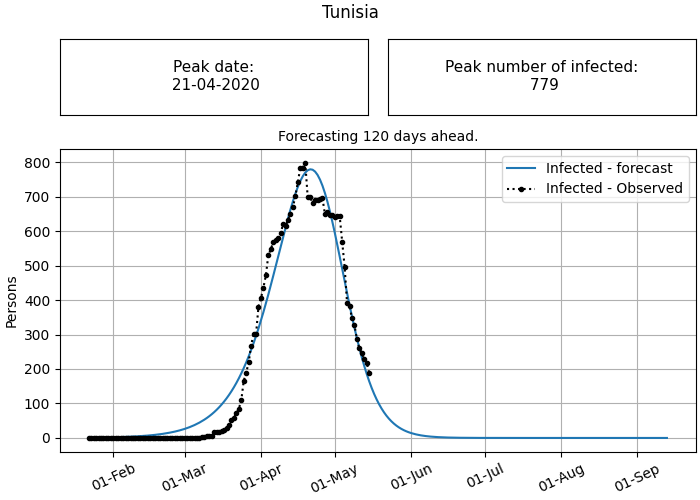 Tunisia
Peak date:
21-04-2020
Peak number of infected:
779
Forecasting 120 days ahead.
Infected - forecast
Infected - Observed
800
700
600
500
400
300
200
100
0
Persons
01-Feb
01-Mar
01-Apr
01-May
01-Jun
01-Jul
01-Aug
01-Sep